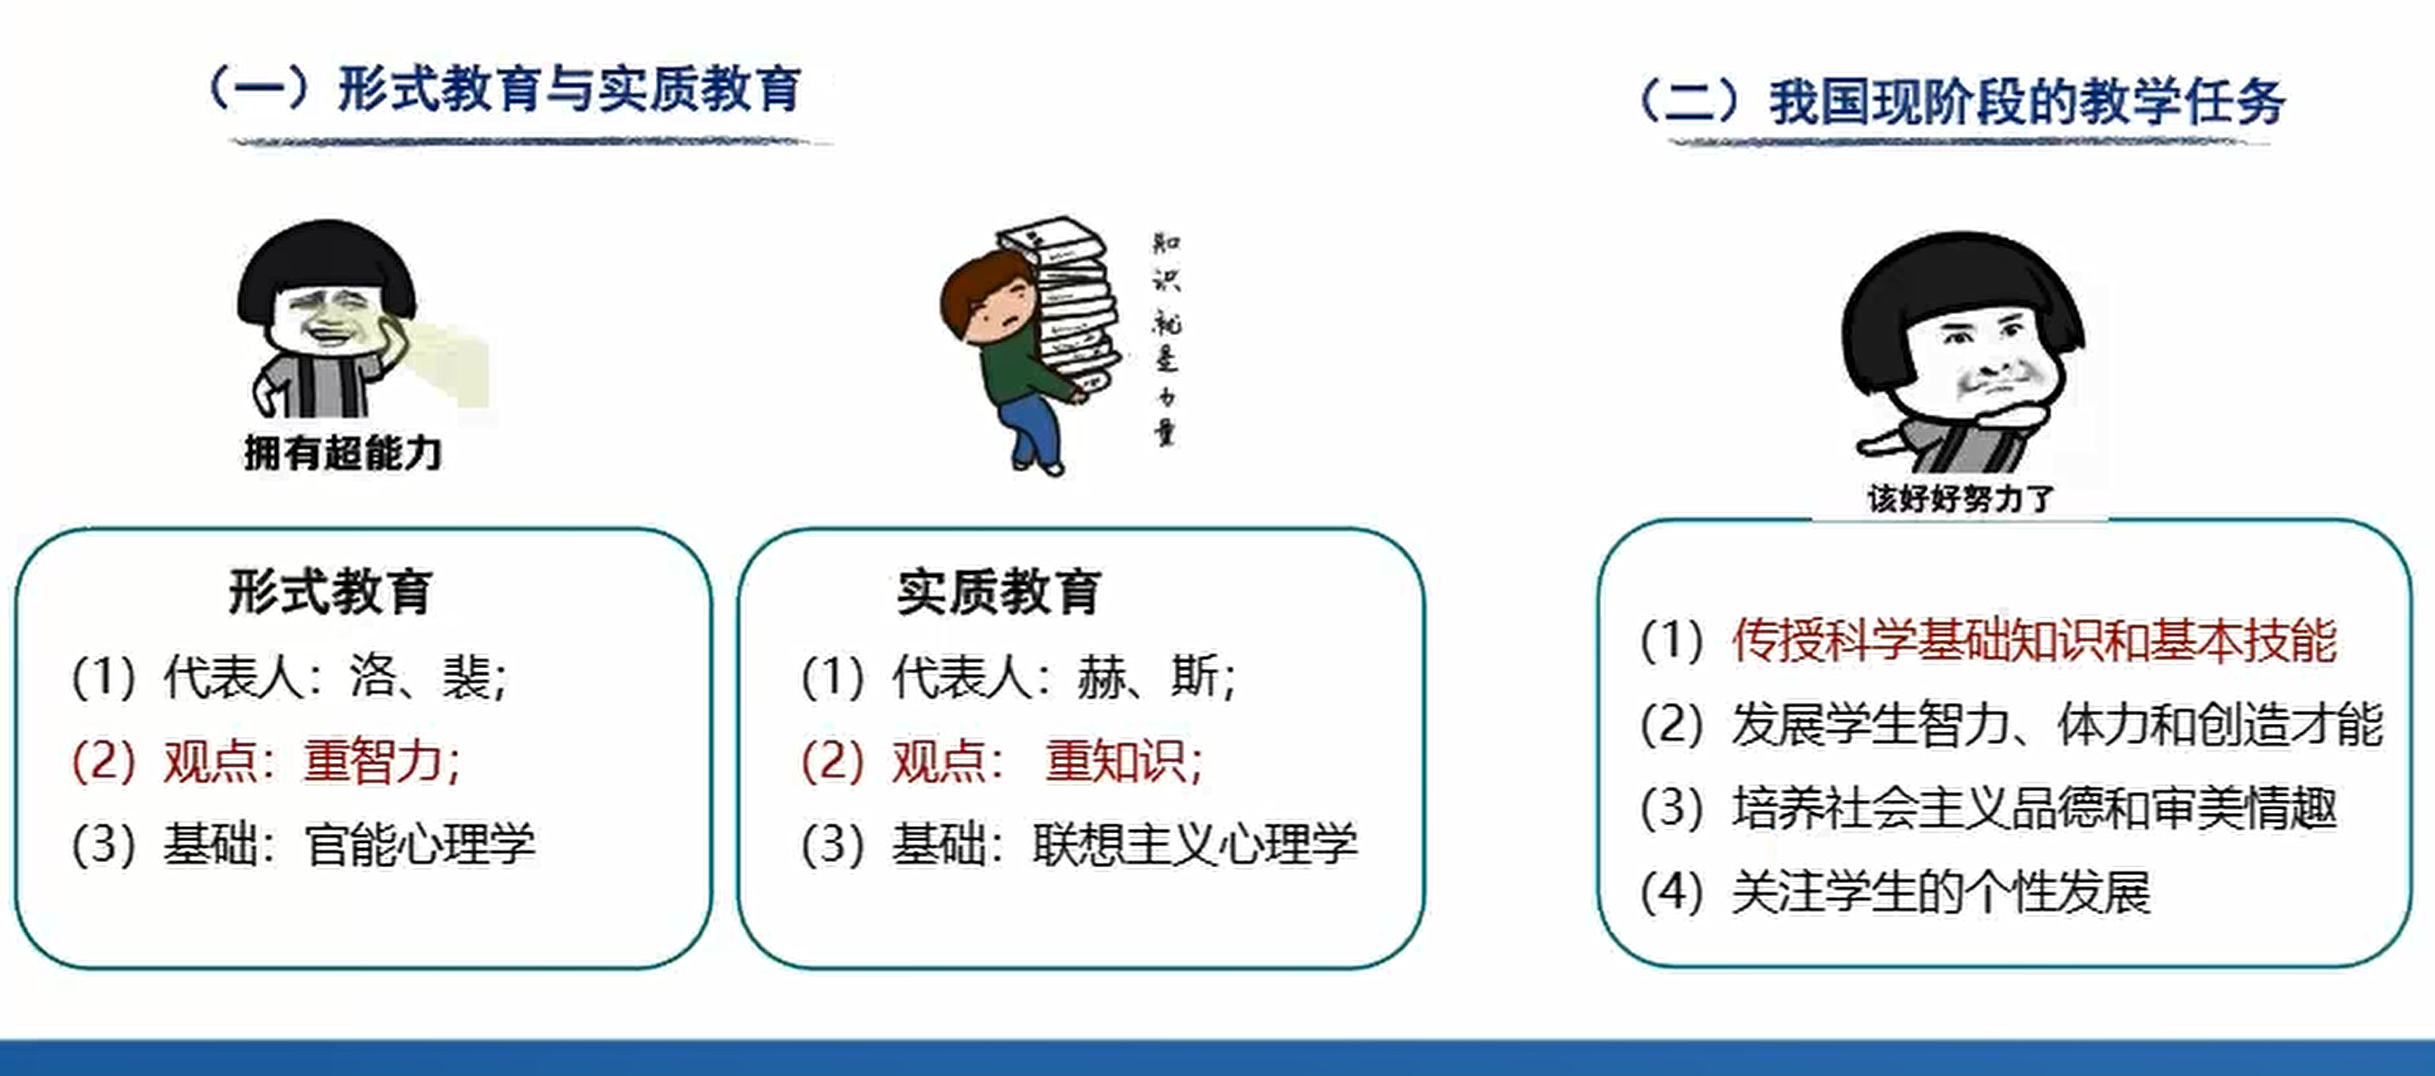 （一）形式教育与实质教育
拥有超能力
知识就是力量
形式教育
(1) 代表人：洛、裴；
(2) 观点：重智力；
(3) 基础：官能心理学
实质教育
(1) 代表人：赫、斯；
(2) 观点： 重知识；
(3) 基础：联想主义心理学
（二）我国现阶段的教学任务
该好好努力了
(1) 传授科学基础知识和基本技能
(2) 发展学生智力、体力和创造才能
(3) 培养社会主义品德和审美情趣
(4) 关注学生的个性发展